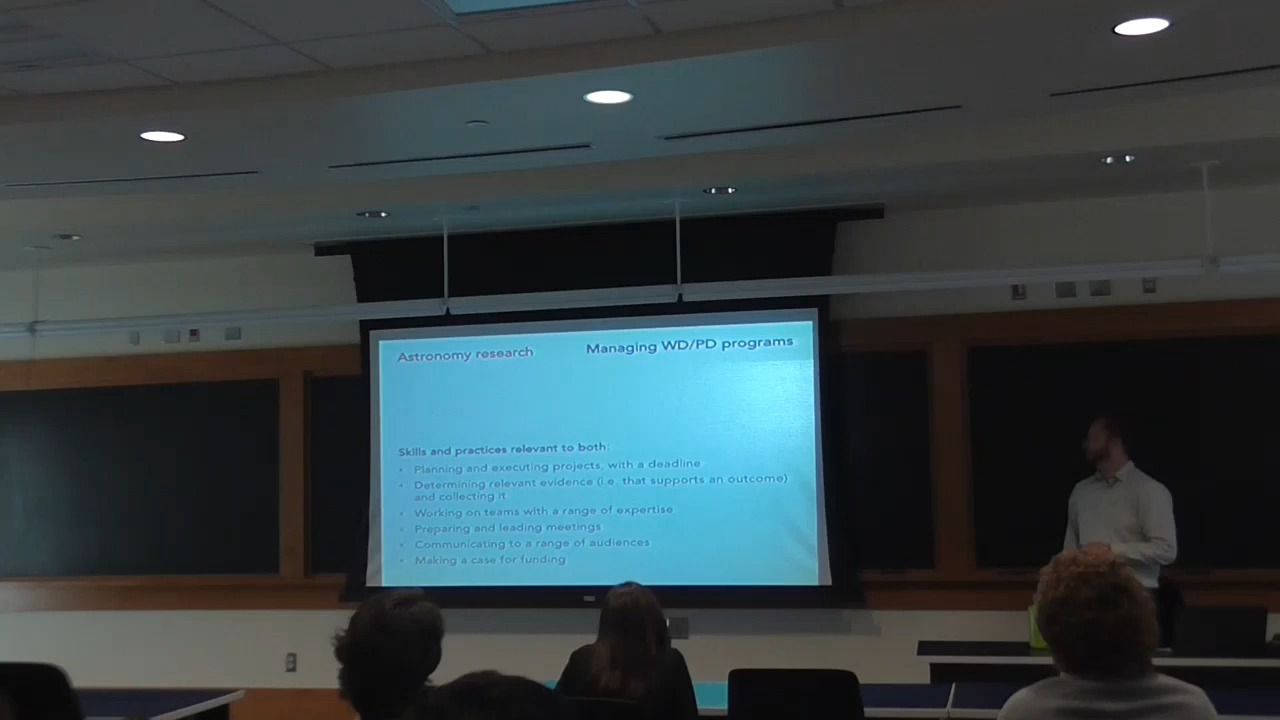 Astronomy research
Managing WD/PD programs
Skills and practices relevant to both:
• Planning and executing projects, with a deadline
• Determining relevant evidence (i.e. that supports an outcome)
and collecting it
• Working on teams with a range of expertise
• Preparing and leading meetings
• Communicating to a range of audiences
• Making a case for funding